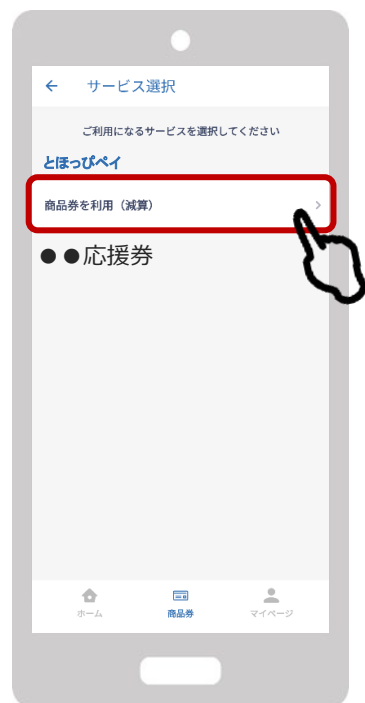 サービス選択
ご利用になるサービスを選択してください
とほっぴペイ
商品券を利用（減算）
●●応援券
ホーム
商品券
マイページ